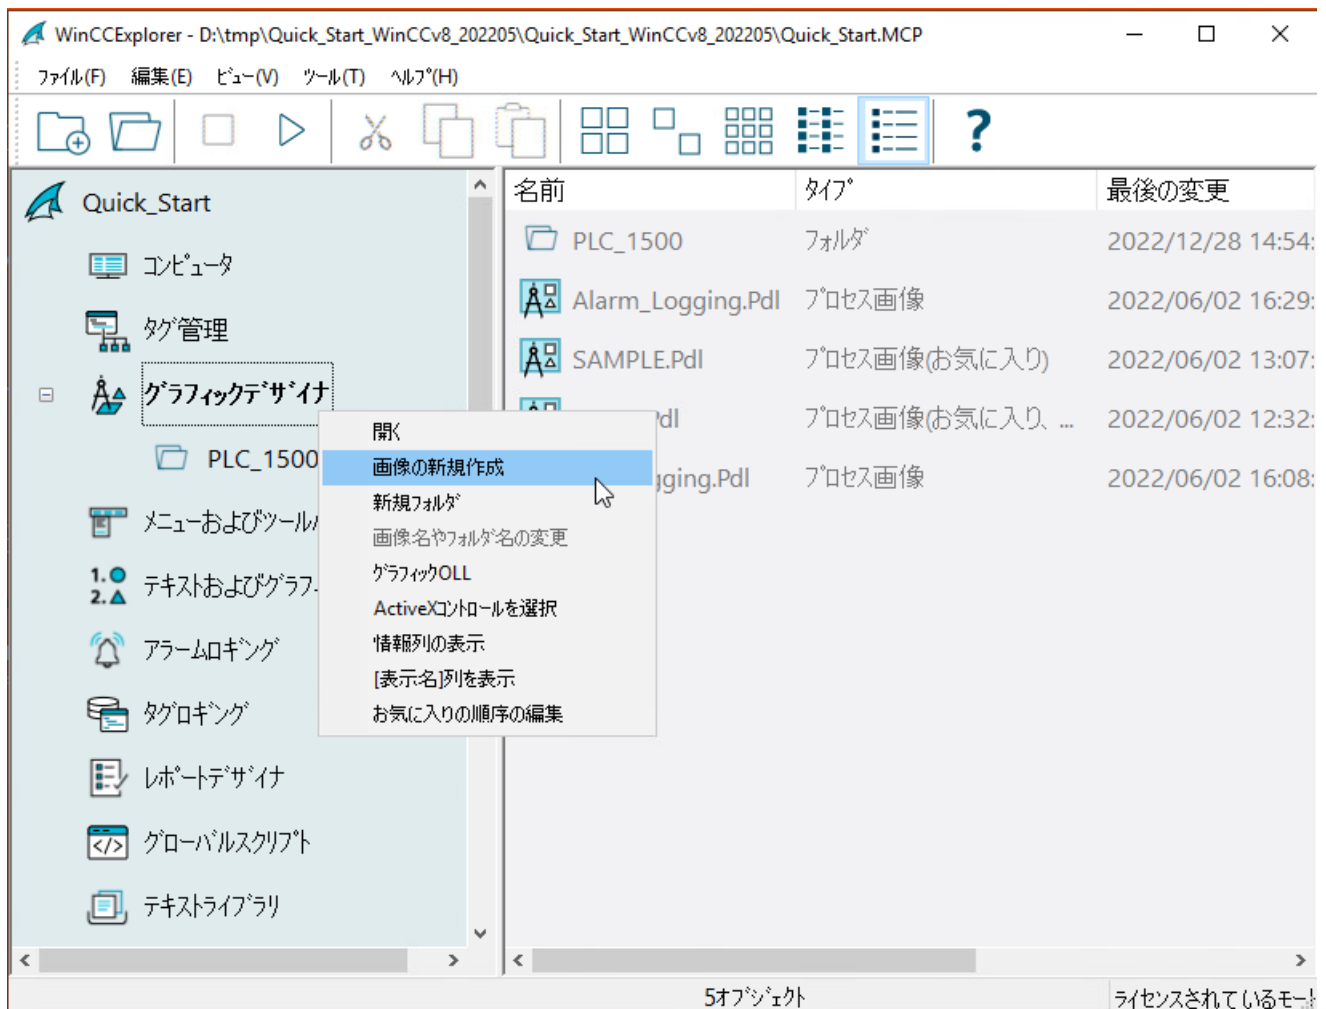 WinCCExplorer - D:\tmp\Quick_Start_WinCCv8_202205\Quick_Start_WinCCv8_202205\Quick_Start.MCP
ファイル(F) 編集(E) ビュー(V) ツール(T) ヘルプ(H)
Quick_Start
コンピュータ
タグ管理
グラフィックデザイナ
PLC_1500
メニューおよびツール
テキストおよびグラフ
アラームロギング
タグロギング
レポートデザイナ
グローバルスクリプト
テキストライブラリ
開く
画像の新規作成
新規フォルダ
画像名やフォルダ名の変更
グラフィックOLL
ActiveXコントロールを選択
情報列の表示
[表示名]列を表示
お気に入りの順序の編集
名前 タイプ 最後の変更
PLC_1500 フォルダ 2022/12/28 14:54:
Alarm_Logging.Pdl プロセス画像 2022/06/02 16:29:
SAMPLE.Pdl プロセス画像(お気に入り) 2022/06/02 13:07:
dl プロセス画像(お気に入り、 ... 2022/06/02 12:32:
ging.Pdl プロセス画像 2022/06/02 16:08:
5オブジェクト
ライセンスされているモー